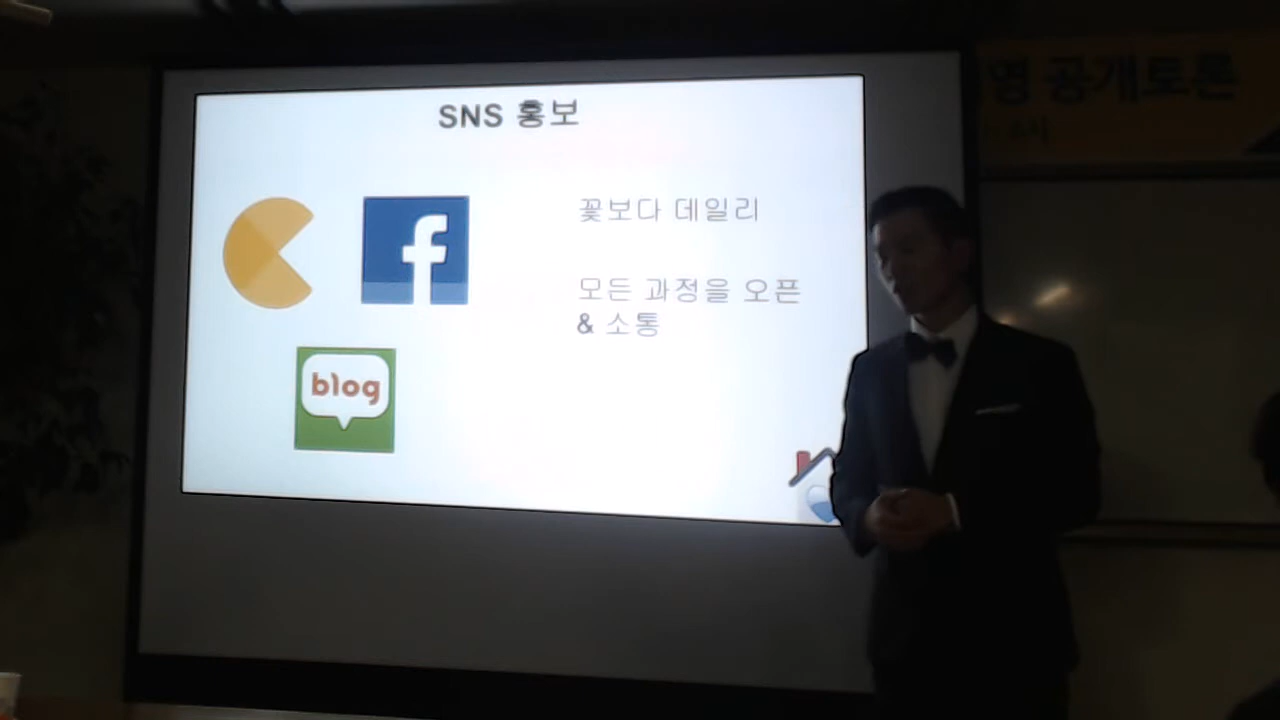 SNS 홍보
꽃보다 데일리
모든 과정을 오픈
& 소통
f
blog
영 공개토론